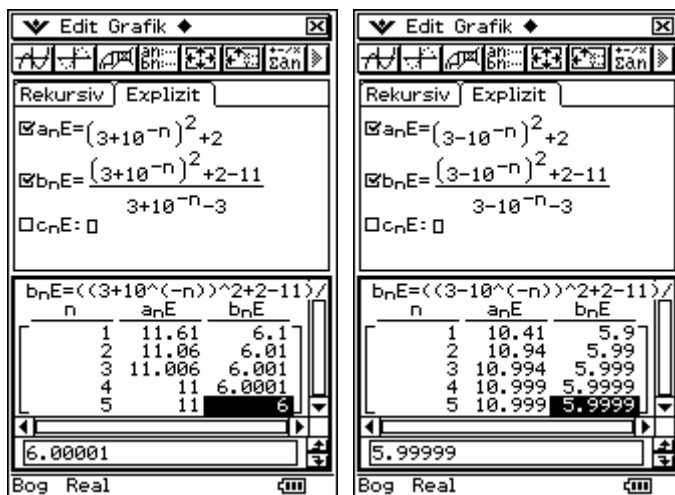 Edit Grafik ◆
Rekursiv Explizit
aₙE=(3+10⁻ⁿ)²+2
bₙE=((3+10⁻ⁿ)²+2-11)/(3+10⁻ⁿ-3)
cₙE:▯
bₙE=((3+10^(-n))^2+2-11)/
n aₙE bₙE
1 11.61 6.1
2 11.06 6.01
3 11.006 6.001
4 11 6.0001
5 11 6
6.00001
Bog Real
Edit Grafik ◆
Rekursiv Explizit
aₙE=(3-10⁻ⁿ)²+2
bₙE=((3-10⁻ⁿ)²+2-11)/(3-10⁻ⁿ-3)
cₙE:▯
bₙE=((3-10^(-n))^2+2-11)/
n aₙE bₙE
1 10.41 5.9
2 10.94 5.99
3 10.994 5.999
4 10.999 5.9999
5 10.999 5.9999
5.99999
Bog Real